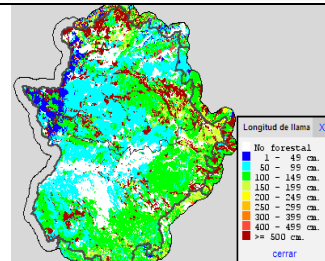 Longitud de llama X
No forestal
1 - 49 cm.
50 - 99 cm.
100 - 149 cm.
150 - 199 cm.
200 - 249 cm.
250 - 299 cm.
300 - 399 cm.
400 - 499 cm.
>= 500 cm.
cerrar